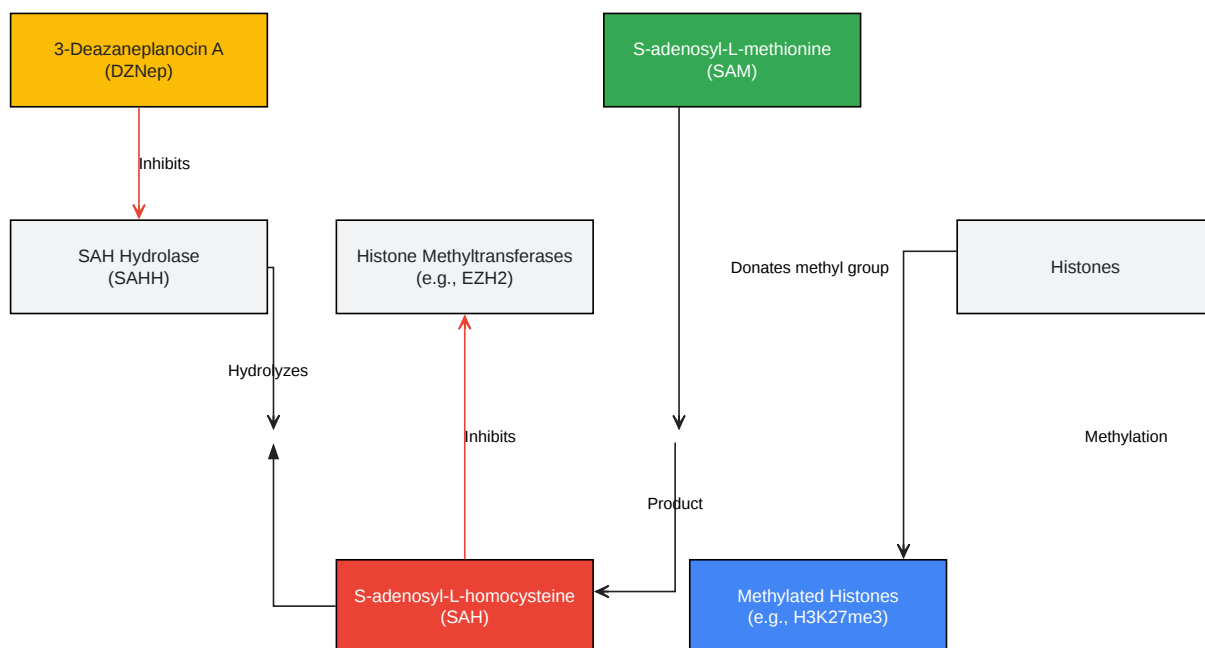 3-Deazaneplanocin A
(DZNep)
S-adenosyl-L-methionine
(SAM)
Inhibits
SAH Hydrolase
(SAHH)
Histone Methyltransferases
(e.g., EZH2)
Donates methyl group
Histones
Hydrolyzes
Inhibits
Methylation
Product
S-adenosyl-L-homocysteine
(SAH)
Methylated Histones
(e.g., H3K27me3)